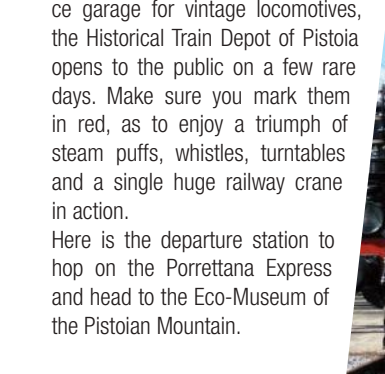 ce garage for vintage locomotives,
the Historical Train Depot of Pistoia
opens to the public on a few rare
days. Make sure you mark them
in red, as to enjoy a triumph of
steam puffs, whistles, turntables
and a single huge railway crane
in action.
Here is the departure station to
hop on the Porrettana Express
and head to the Eco-Museum of
the Pistoian Mountain.